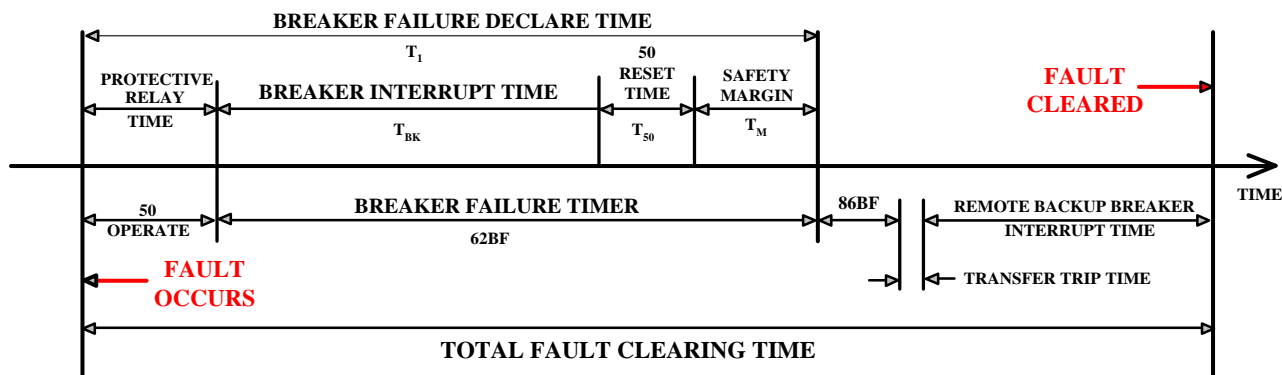 BREAKER FAILURE DECLARE TIME
T1
PROTECTIVE
RELAY
TIME
BREAKER INTERRUPT TIME
TBK
50
RESET
TIME
T50
SAFETY
MARGIN
TM
FAULT
CLEARED
TIME
50
OPERATE
BREAKER FAILURE TIMER
62BF
86BF
REMOTE BACKUP BREAKER
INTERRUPT TIME
FAULT
OCCURS
TRANSFER TRIP TIME
TOTAL FAULT CLEARING TIME